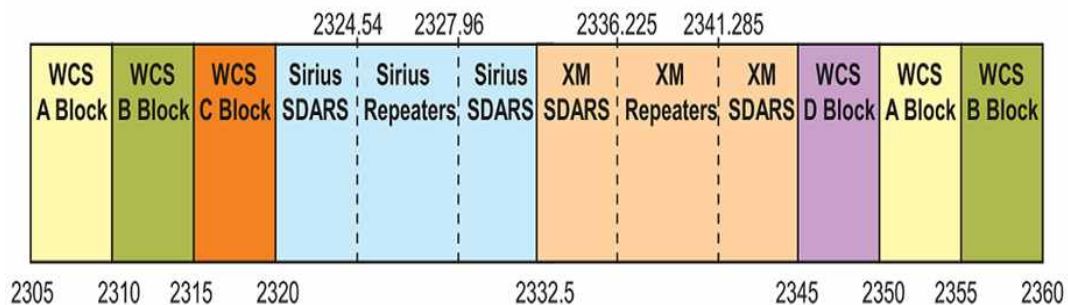 2324.54 2327.96 2336.225 2341.285
WCS WCS WCS Sirius Sirius Sirius XM XM XM WCS WCS WCS
A Block B Block C Block SDARS Repeaters SDARS SDARS Repeaters SDARS D Block A Block B Block
2305 2310 2315 2320 2332.5 2345 2350 2355 2360